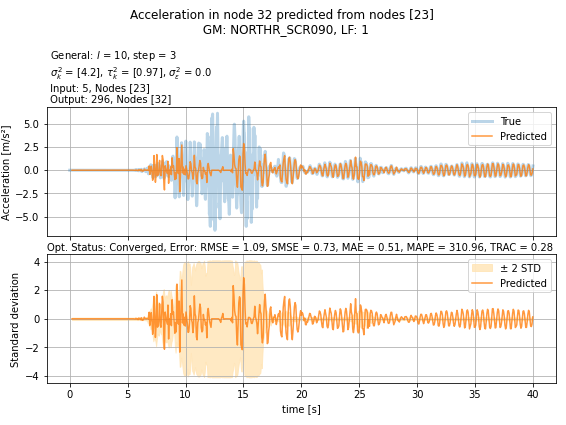 Acceleration in node 32 predicted from nodes [23]
GM: NORTHR_SCR090, LF: 1
General: l = 10, step = 3
σ²ₖ = [4.2], τ²ₖ = [0.97], σ²ε = 0.0
Input: 5, Nodes [23]
Output: 296, Nodes [32]
True
Predicted
5.0
2.5
0.0
−2.5
−5.0
Acceleration [m/s²]
Opt. Status: Converged, Error: RMSE = 1.09, SMSE = 0.73, MAE = 0.51, MAPE = 310.96, TRAC = 0.28
± 2 STD
Predicted
4
2
0
−2
−4
Standard deviation
0 5 10 15 20 25 30 35 40
time [s]